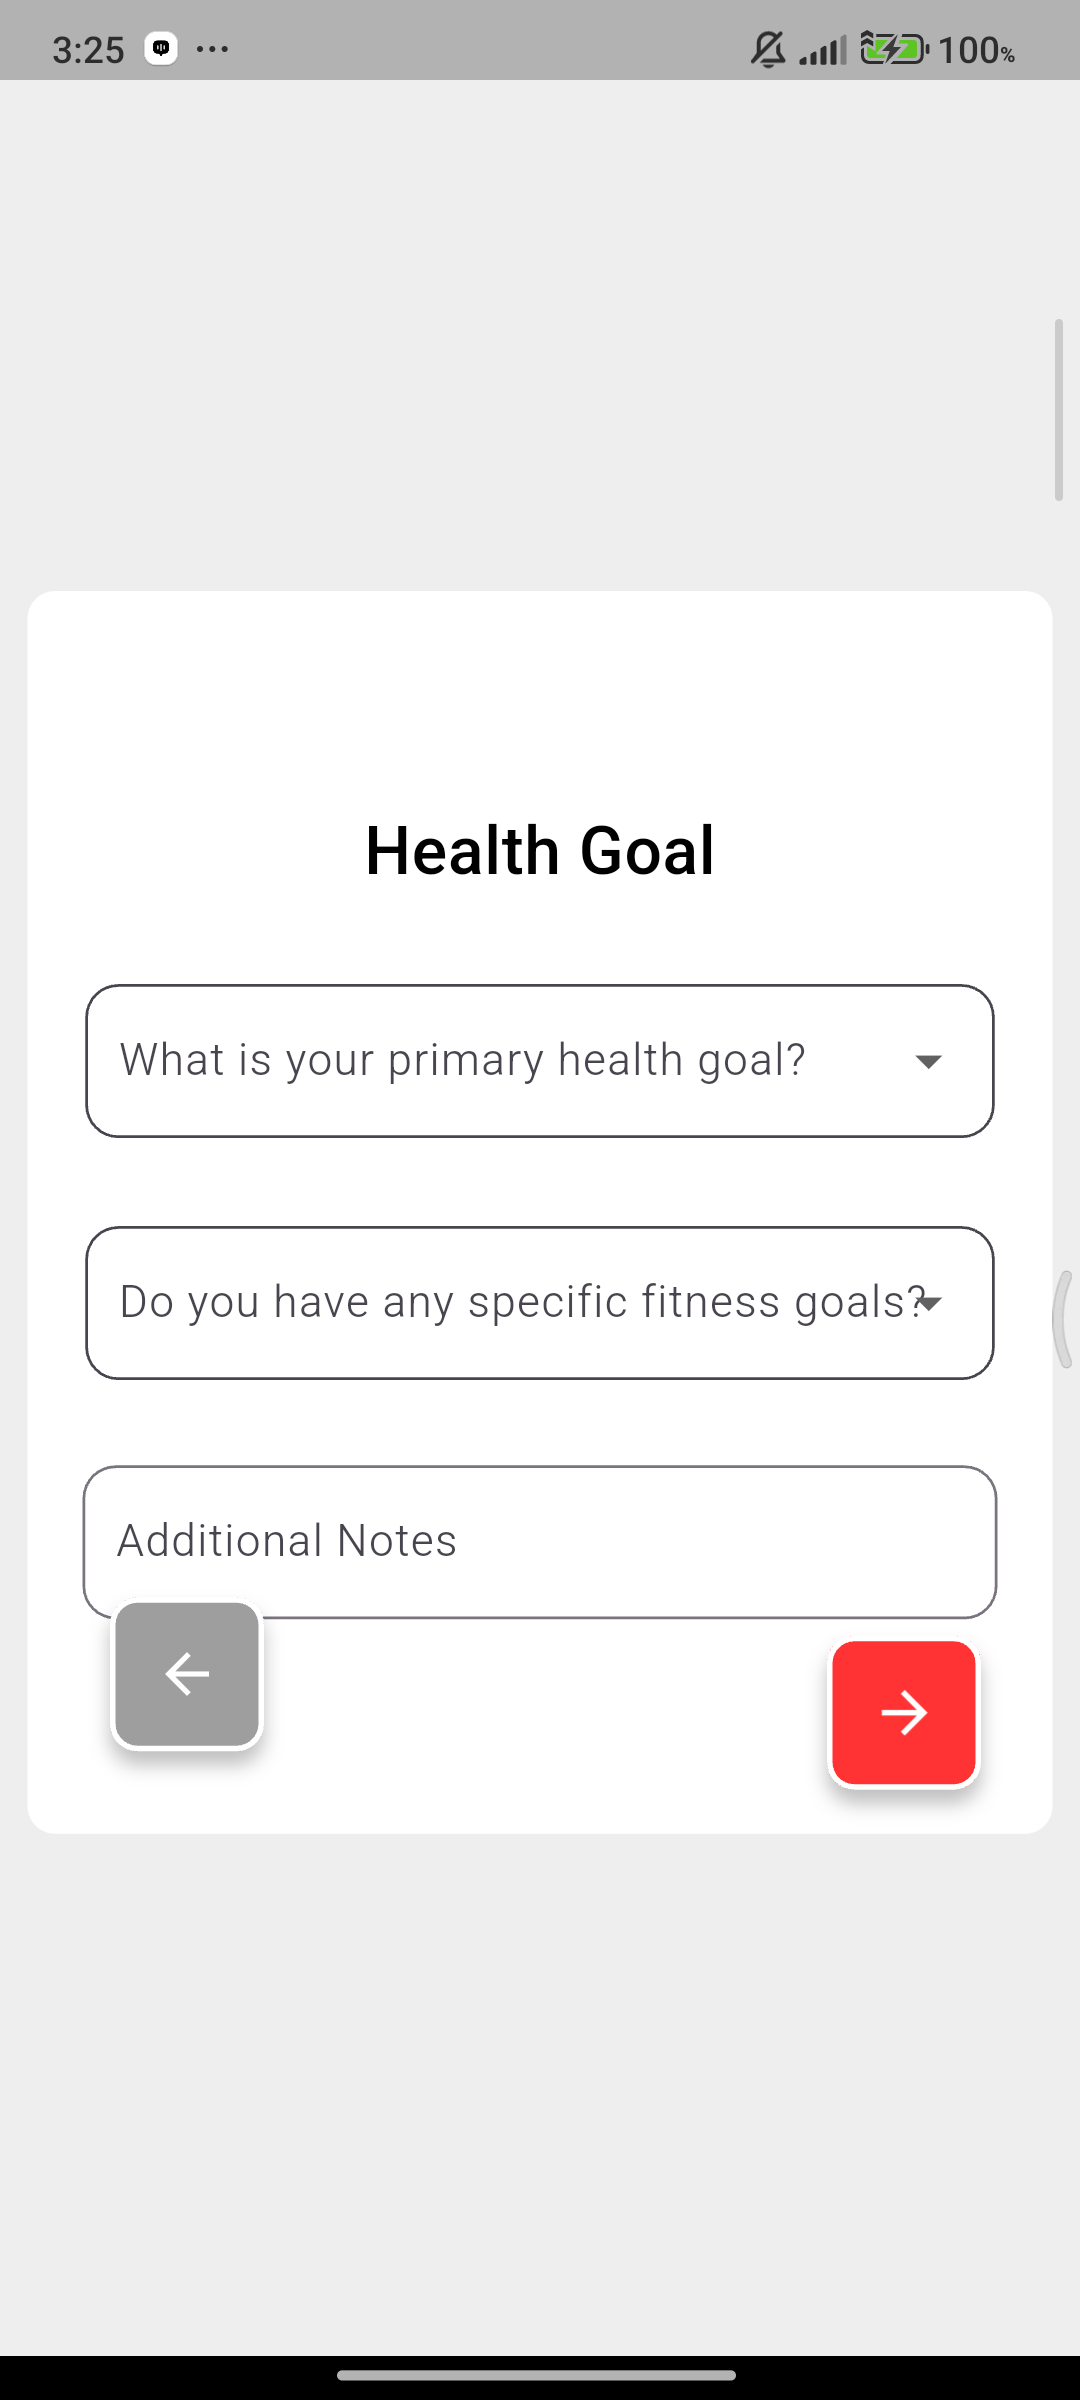 3:25 ... 100%
Health Goal
What is your primary health goal?
Do you have any specific fitness goals?
Additional Notes